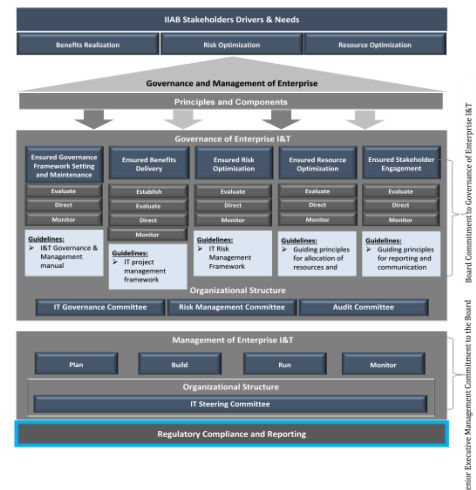 IIAB Stakeholders Drivers & Needs
Benefits Realization
Risk Optimization
Resource Optimization
Governance and Management of Enterprise
Principles and Components
Governance of Enterprise I&T
Ensured Governance
Framework Setting
and Maintenance
Evaluate
Direct
Monitor
Guidelines:
➢ I&T Governance &
Management
manual
Ensured Benefits
Delivery
Establish
Evaluate
Direct
Monitor
Guidelines:
➢ IT project
management
framework
Ensured Risk
Optimization
Evaluate
Direct
Monitor
Guidelines:
➢ IT Risk
Management
Framework
Ensured Resource
Optimization
Evaluate
Direct
Monitor
Guidelines:
➢ Guiding principles
for allocation of
resources and
Ensured Stakeholder
Engagement
Evaluate
Direct
Monitor
Guidelines:
➢ Guiding principles
for reporting and
communication
Organizational Structure
IT Governance Committee
Risk Management Committee
Audit Committee
Management of Enterprise I&T
Plan
Build
Run
Monitor
Organizational Structure
IT Steering Committee
Regulatory Compliance and Reporting
Board Commitment to Governance of Enterprise I&T
enior Executive Management Commitment to the Board